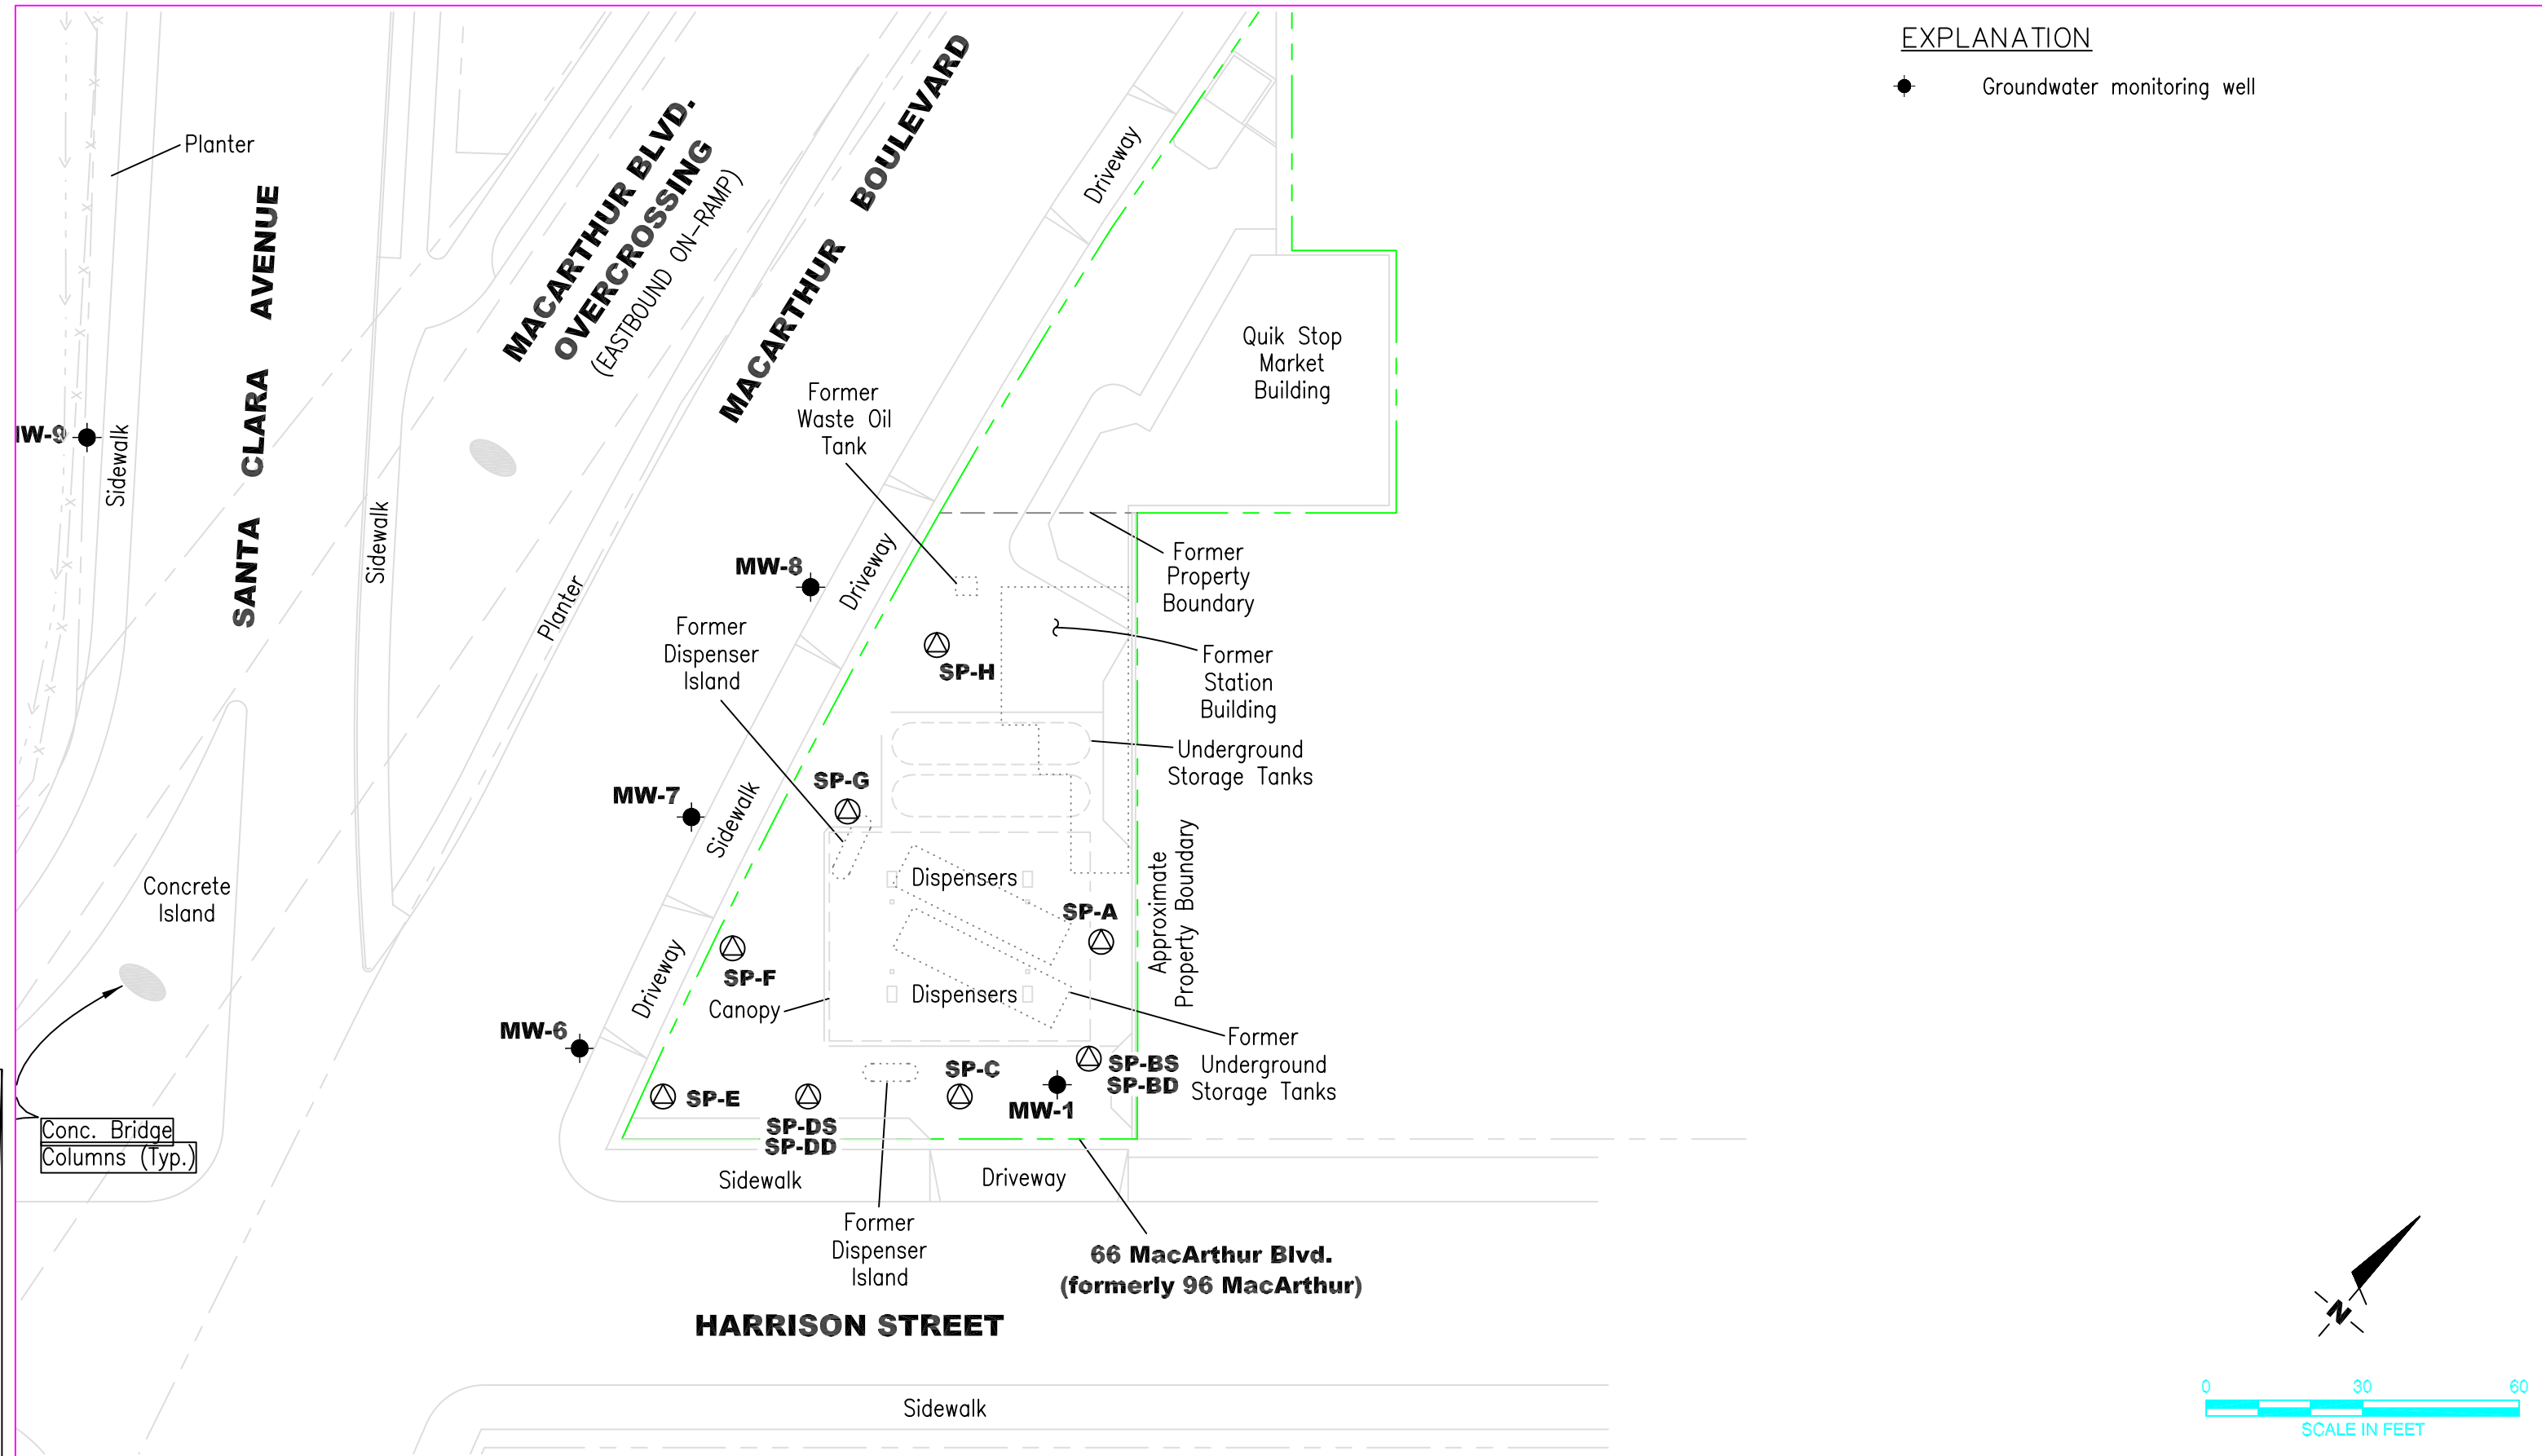 EXPLANATION
Groundwater monitoring well
Planter
SANTA CLARA AVENUE
MACARTHUR BLVD.
OVERCROSSING
(EASTBOUND ON-RAMP)
MACARTHUR BOULEVARD
Driveway
Quik Stop
Market
Building
Former
Waste Oil
Tank
IW-9
Sidewalk
Sidewalk
Planter
MW-8
Driveway
Former
Property
Boundary
Former
Dispenser
Island
SP-H
Former
Station
Building
Underground
Storage Tanks
SP-G
MW-7
Sidewalk
Approximate
Property Boundary
Concrete
Island
Dispensers
SP-A
SP-F
Driveway
Canopy
Dispensers
MW-6
Former
Underground
Storage Tanks
SP-BS
SP-BD
SP-C
SP-E
MW-1
SP-DS
SP-DD
Conc. Bridge
Columns (Typ.)
Sidewalk
Driveway
Former
Dispenser
Island
66 MacArthur Blvd.
(formerly 96 MacArthur)
HARRISON STREET
N
Sidewalk
0 30 60
SCALE IN FEET